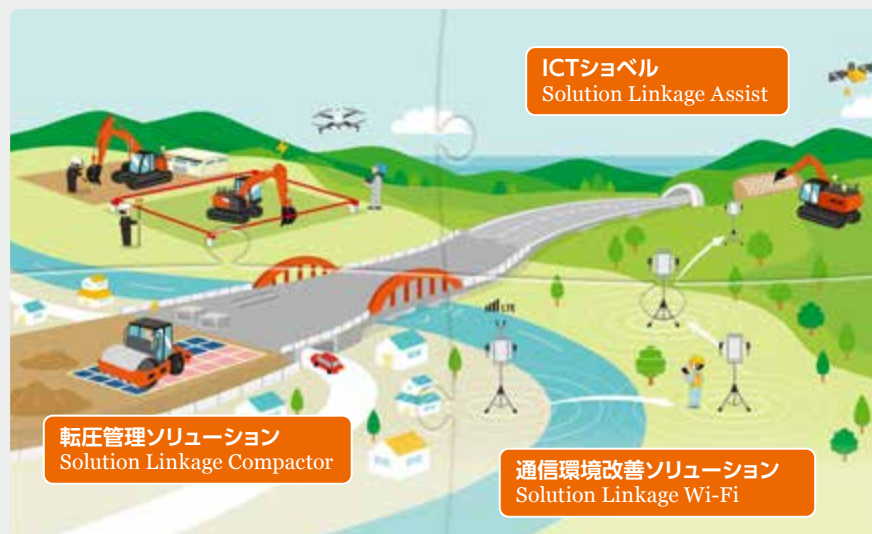 ICTショベル
Solution Linkage Assist
LTE
転圧管理ソリューション
Solution Linkage Compactor
通信環境改善ソリューション
Solution Linkage Wi-Fi